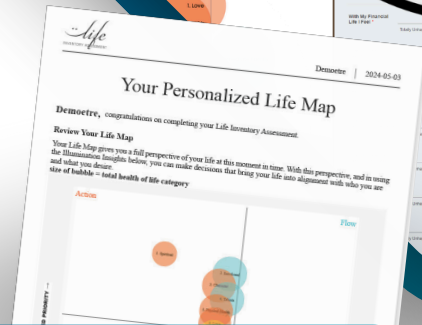 1. Love
With My Financial
Life I Feel
life
Demoetre | 2024-05-03
Your Personalized Life Map
Demoetre, congratulations on completing your Life Inventory Assessment.
Review Your Life Map
Your Life Map gives you a full perspective of your life at this moment in time. With this perspective, and in using
the Illumination Insights below, you can make decisions that bring your life into alignment with who you are
and what you desire.
size of bubble = total health of life category
Action
Flow
PRIORITY →